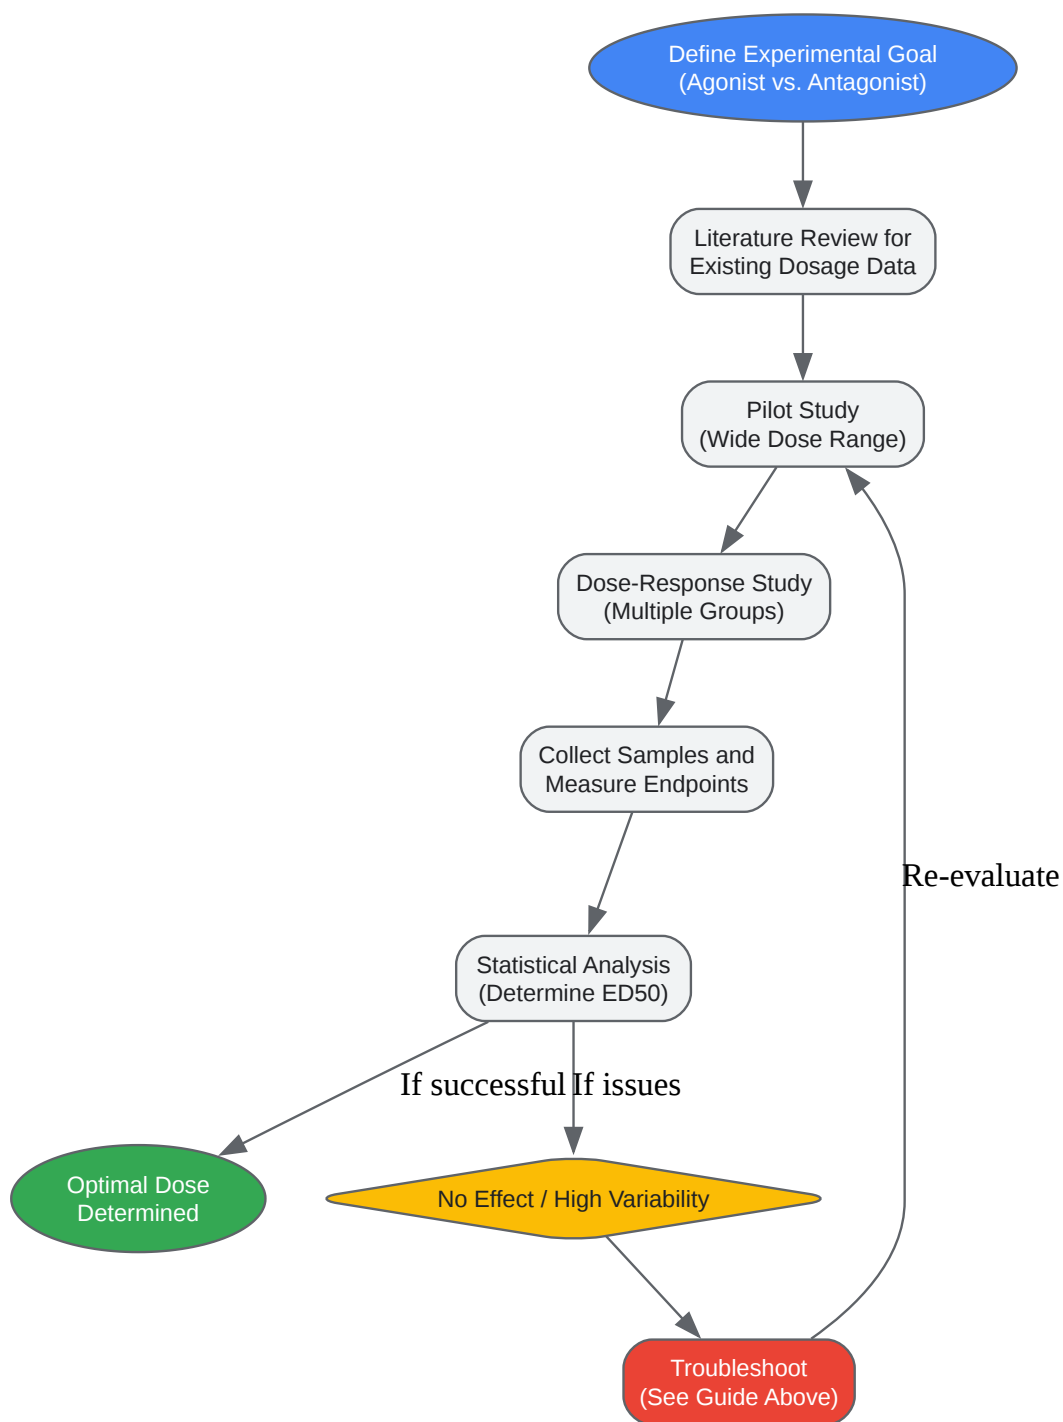 Define Experimental Goal
(Agonist vs. Antagonist)
Literature Review for
Existing Dosage Data
Pilot Study
(Wide Dose Range)
Dose-Response Study
(Multiple Groups)
Collect Samples and
Measure Endpoints
Re-evaluate
Statistical Analysis
(Determine ED50)
If successful
If issues
Optimal Dose
Determined
No Effect / High Variability
Troubleshoot
(See Guide Above)